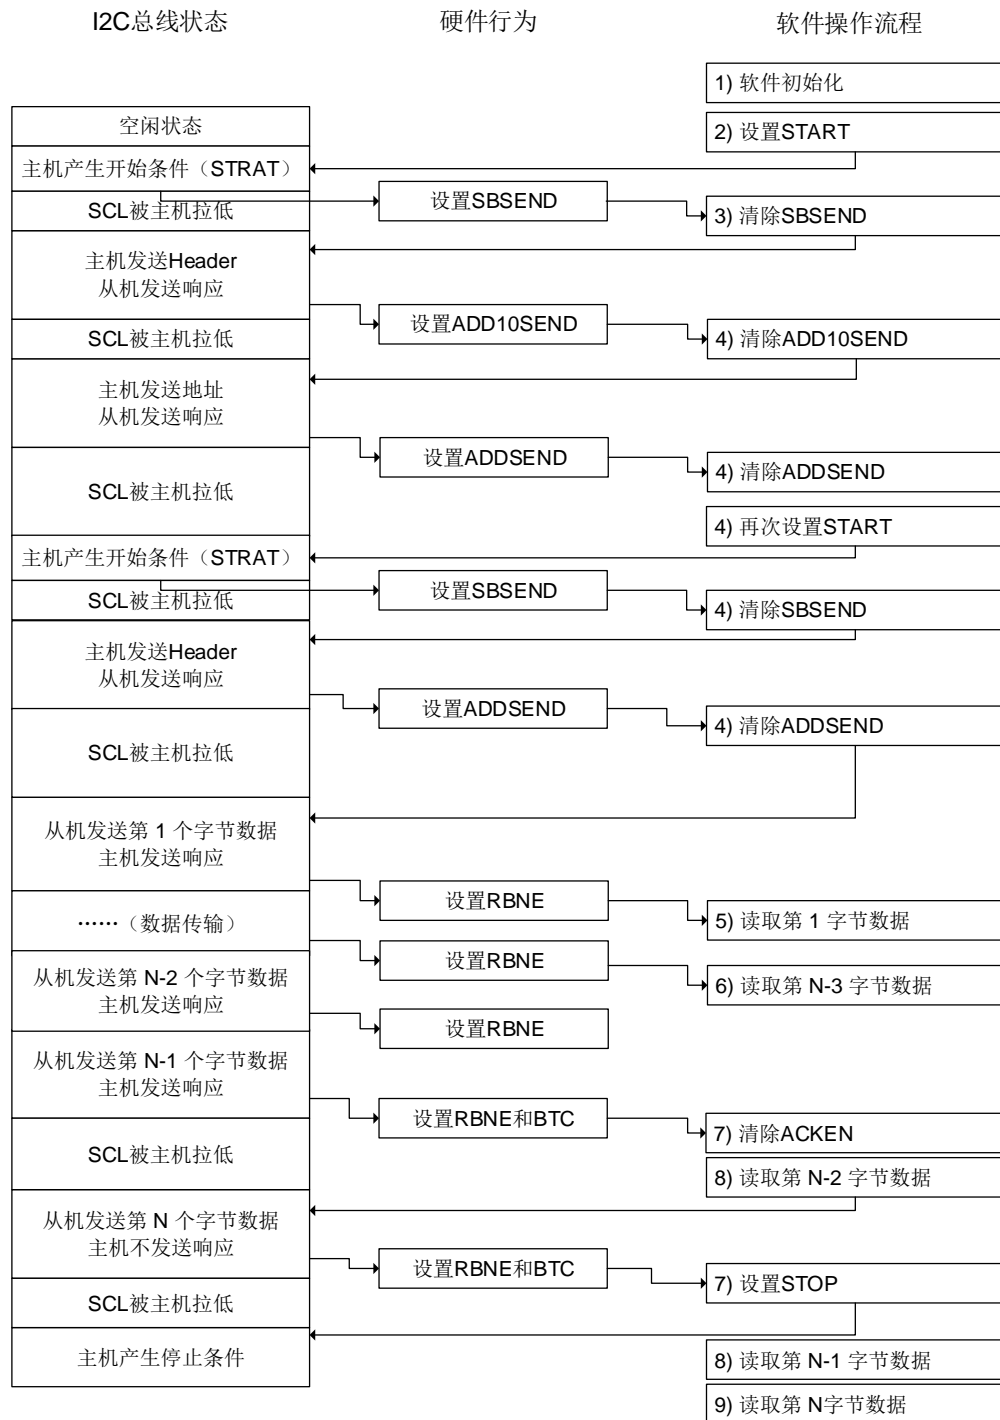 I2C总线状态
硬件行为
软件操作流程
1) 软件初始化
空闲状态
2) 设置START
主机产生开始条件（STRAT）
SCL被主机拉低
设置SBSEND
3) 清除SBSEND
主机发送Header
从机发送响应
设置ADD10SEND
SCL被主机拉低
4) 清除ADD10SEND
主机发送地址
从机发送响应
设置ADDSEND
4) 清除ADDSEND
SCL被主机拉低
4) 再次设置START
主机产生开始条件（STRAT）
SCL被主机拉低
设置SBSEND
4) 清除SBSEND
主机发送Header
从机发送响应
设置ADDSEND
4) 清除ADDSEND
SCL被主机拉低
从机发送第 1 个字节数据
主机发送响应
设置RBNE
5) 读取第 1 字节数据
……（数据传输）
设置RBNE
6) 读取第 N-3 字节数据
从机发送第 N-2 个字节数据
主机发送响应
设置RBNE
从机发送第 N-1 个字节数据
主机发送响应
设置RBNE和BTC
7) 清除ACKEN
SCL被主机拉低
8) 读取第 N-2 字节数据
从机发送第 N 个字节数据
主机不发送响应
设置RBNE和BTC
7) 设置STOP
SCL被主机拉低
主机产生停止条件
8) 读取第 N-1 字节数据
9) 读取第 N字节数据